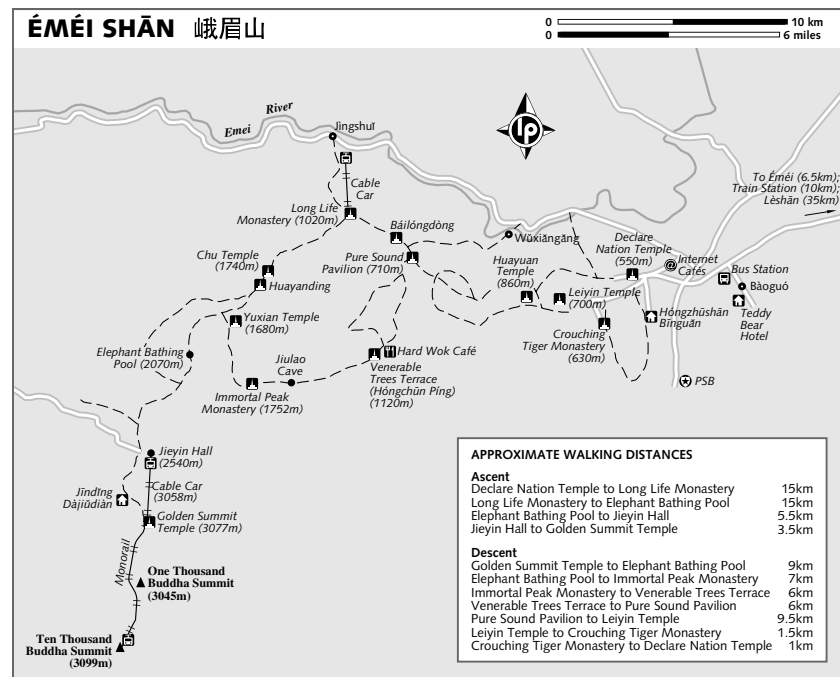 ÉMÉI SHĀN 峨眉山
0 10 km
0 6 miles
Emei River
Jìngshuǐ
lp
Cable
Car
To Éméi (6.5km);
Train Station (10km);
Lèshān (35km)
Long Life
Monastery (1020m)
Báilóngdòng
Wǔxiǎngǎng
Declare
Nation Temple
(550m)
Internet
Cafés
Bus Station
Bàoguó
Chu Temple
(1740m)
Pure Sound
Pavilion (710m)
Huayuan
Temple
(860m)
Leiyin Temple
(700m)
Huayanding
Hóngzhūshān
Bīnguǎn
Teddy
Bear
Hotel
Yuxian Temple
(1680m)
Crouching
Tiger Monastery
(630m)
Elephant Bathing
Pool (2070m)
Jiulao
Cave
Hard Wok Café
Venerable
Trees Terrace
(Hóngchūn Píng)
(1120m)
Immortal Peak
Monastery (1752m)
PSB
Jieyin Hall
(2540m)
Cable Car
(3058m)
Jīndǐng
Dàjiǔdiàn
Golden Summit
Temple (3077m)
Monorail
One Thousand
Buddha Summit
(3045m)
Ten Thousand
Buddha Summit
(3099m)
APPROXIMATE WALKING DISTANCES
Ascent
Declare Nation Temple to Long Life Monastery 15km
Long Life Monastery to Elephant Bathing Pool 15km
Elephant Bathing Pool to Jieyin Hall 5.5km
Jieyin Hall to Golden Summit Temple 3.5km
Descent
Golden Summit Temple to Elephant Bathing Pool 9km
Elephant Bathing Pool to Immortal Peak Monastery 7km
Immortal Peak Monastery to Venerable Trees Terrace 6km
Venerable Trees Terrace to Pure Sound Pavilion 6km
Pure Sound Pavilion to Leiyin Temple 9.5km
Leiyin Temple to Crouching Tiger Monastery 1.5km
Crouching Tiger Monastery to Declare Nation Temple 1km